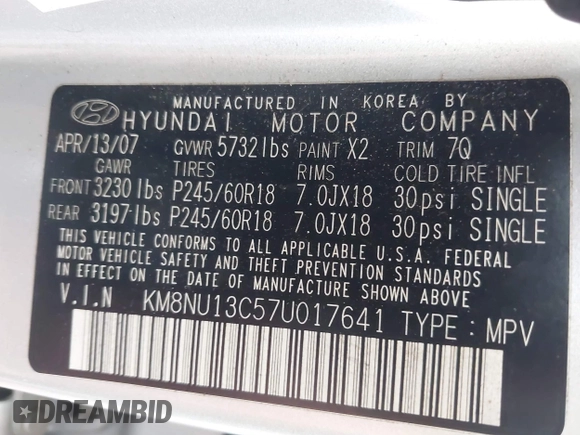 MANUFACTURED IN KOREA BY
HYUNDAI MOTOR COMPANY
APR/13/07 GVWR 5732lbs PAINT X2 TRIM 7Q
GAWR TIRES RIMS COLD TIRE INFL
FRONT 3230lbs P245/60R18 7.0JX18 30psi SINGLE
REAR 3197lbs P245/60R18 7.0JX18 30psi SINGLE
THIS VEHICLE CONFORMS TO ALL APPLICABLE U.S.A. FEDERAL
MOTOR VEHICLE SAFETY, AND THEFT PREVENTION STANDARDS
IN EFFECT ON THE DATE OF MANUFACTURE SHOWN ABOVE.
V.I.N KM8NU13C57U017641 TYPE : MPV
DREAMBID